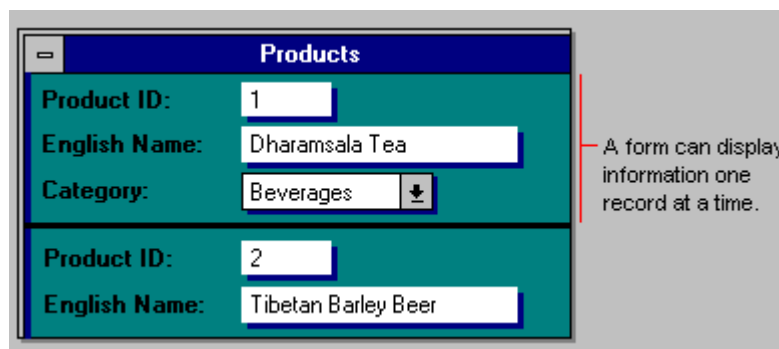 Products
Product ID: 1
English Name: Dharamsala Tea
Category: Beverages
A form can display
information one
record at a time.
Product ID: 2
English Name: Tibetan Barley Beer